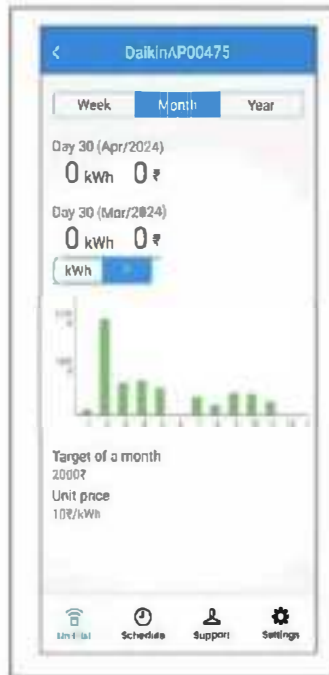 DaikinAP00475
Week Month Year
Day 30 (Apr/2024)
0 kWh 0 ₹
Day 30 (Mar/2024)
0 kWh 0 ₹
kWh
Target of a month
2000₹
Unit price
10₹/kWh
Schedule Support Settings